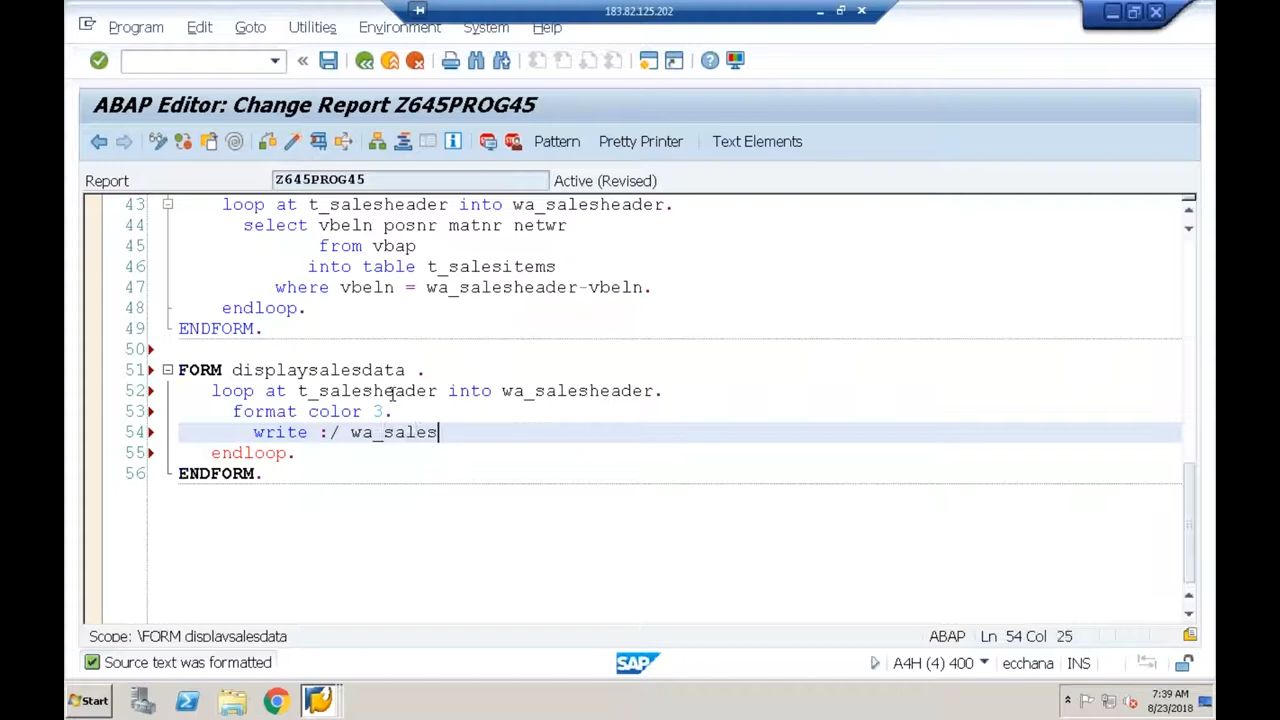 183.82.125.202
Program Edit Goto Utilities Environment System Help
ABAP Editor: Change Report Z645PROG45
Pattern Pretty Printer Text Elements
Report Z645PROG45 Active (Revised)
43 loop at t_salesheader into wa_salesheader.
44 select vbeln posnr matnr netwr
45 from vbap
46 into table t_salesitems
47 where vbeln = wa_salesheader-vbeln.
48 endloop.
49 ENDFORM.
50
51 FORM displaysalesdata .
52 loop at t_salesheader into wa_salesheader.
53 format color 3.
54 write :/ wa_sales
55 endloop.
56 ENDFORM.
Scope: \FORM displaysalesdata ABAP Ln 54 Col 25
Source text was formatted SAP A4H (4) 400 ecchana INS
Start 7:39 AM
8/23/2018